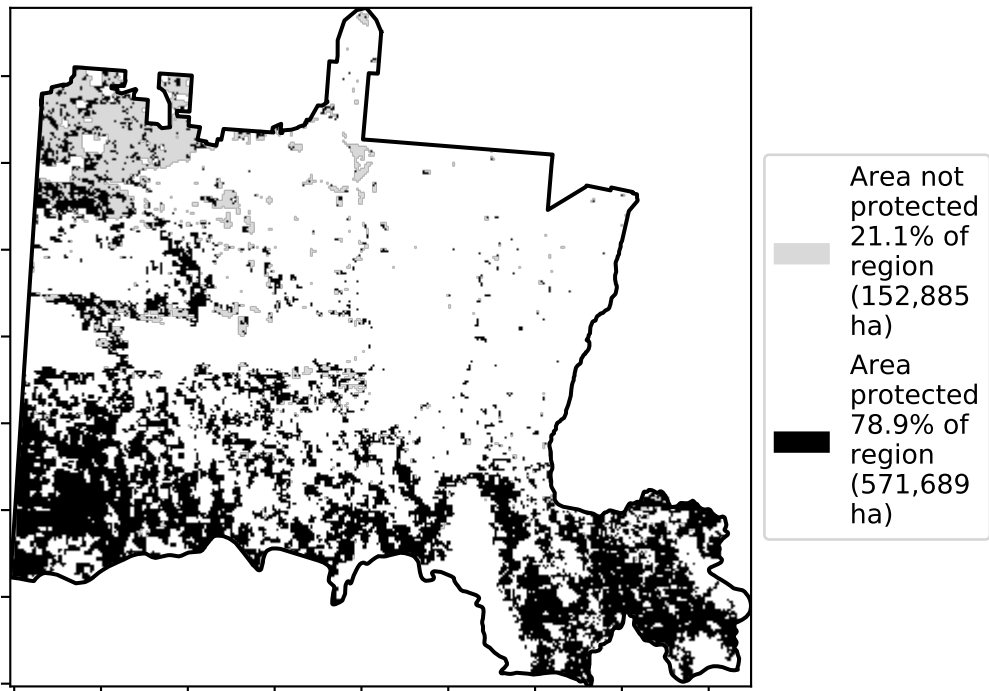 Area not
protected
21.1% of
region
(152,885
ha)
Area
protected
78.9% of
region
(571,689
ha)